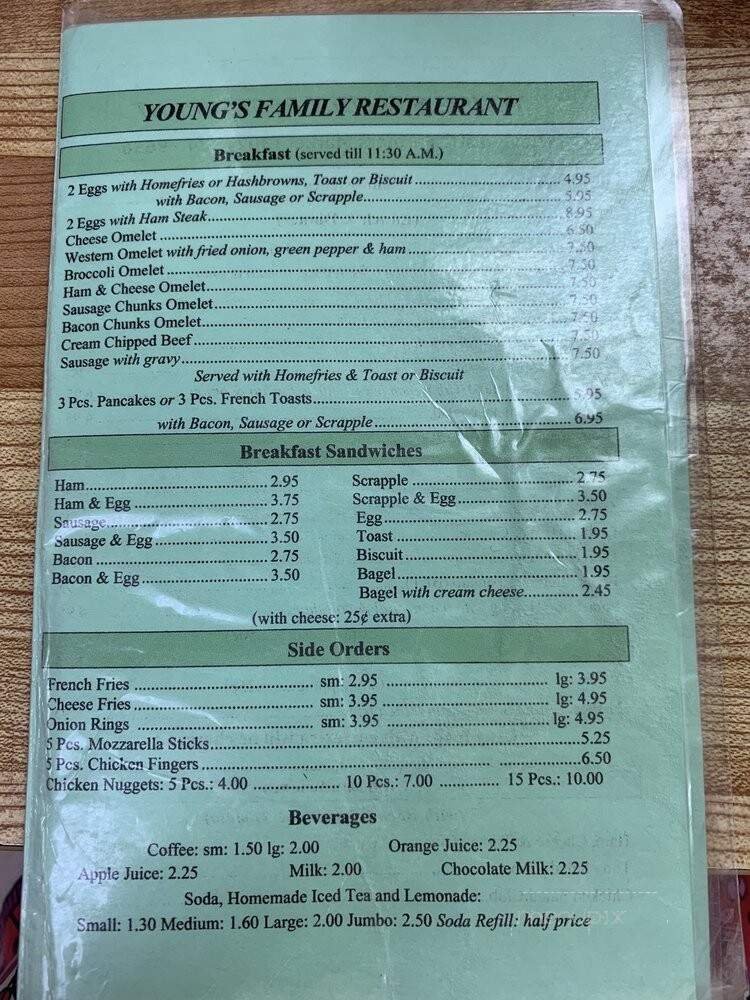 YOUNG'S FAMILY RESTAURANT
Breakfast (served till 11:30 A.M.)
2 Eggs with Homefries or Hashbrowns, Toast or Biscuit 4.95
with Bacon, Sausage or Scrapple 5.95
2 Eggs with Ham Steak 8.95
Cheese Omelet 6.50
Western Omelet with fried onion, green pepper & ham 7.50
Broccoli Omelet 7.50
Ham & Cheese Omelet 7.50
Sausage Chunks Omelet 7.50
Bacon Chunks Omelet 7.50
Cream Chipped Beef 7.50
Sausage with gravy 7.50
Served with Homefries & Toast or Biscuit
3 Pcs. Pancakes or 3 Pcs. French Toasts 5.95
with Bacon, Sausage or Scrapple 6.95
Breakfast Sandwiches
Ham 2.95 Scrapple 2.75
Ham & Egg 3.75 Scrapple & Egg 3.50
Sausage 2.75 Egg 2.75
Sausage & Egg 3.50 Toast 1.95
Bacon 2.75 Biscuit 1.95
Bacon & Egg 3.50 Bagel 1.95
Bagel with cream cheese 2.45
(with cheese: 25¢ extra)
Side Orders
French Fries sm: 2.95 lg: 3.95
Cheese Fries sm: 3.95 lg: 4.95
Onion Rings sm: 3.95 lg: 4.95
5 Pcs. Mozzarella Sticks 5.25
5 Pcs. Chicken Fingers 6.50
Chicken Nuggets: 5 Pcs.: 4.00 10 Pcs.: 7.00 15 Pcs.: 10.00
Beverages
Coffee: sm: 1.50 lg: 2.00 Orange Juice: 2.25
Apple Juice: 2.25 Milk: 2.00 Chocolate Milk: 2.25
Soda, Homemade Iced Tea and Lemonade:
Small: 1.30 Medium: 1.60 Large: 2.00 Jumbo: 2.50 Soda Refill: half price